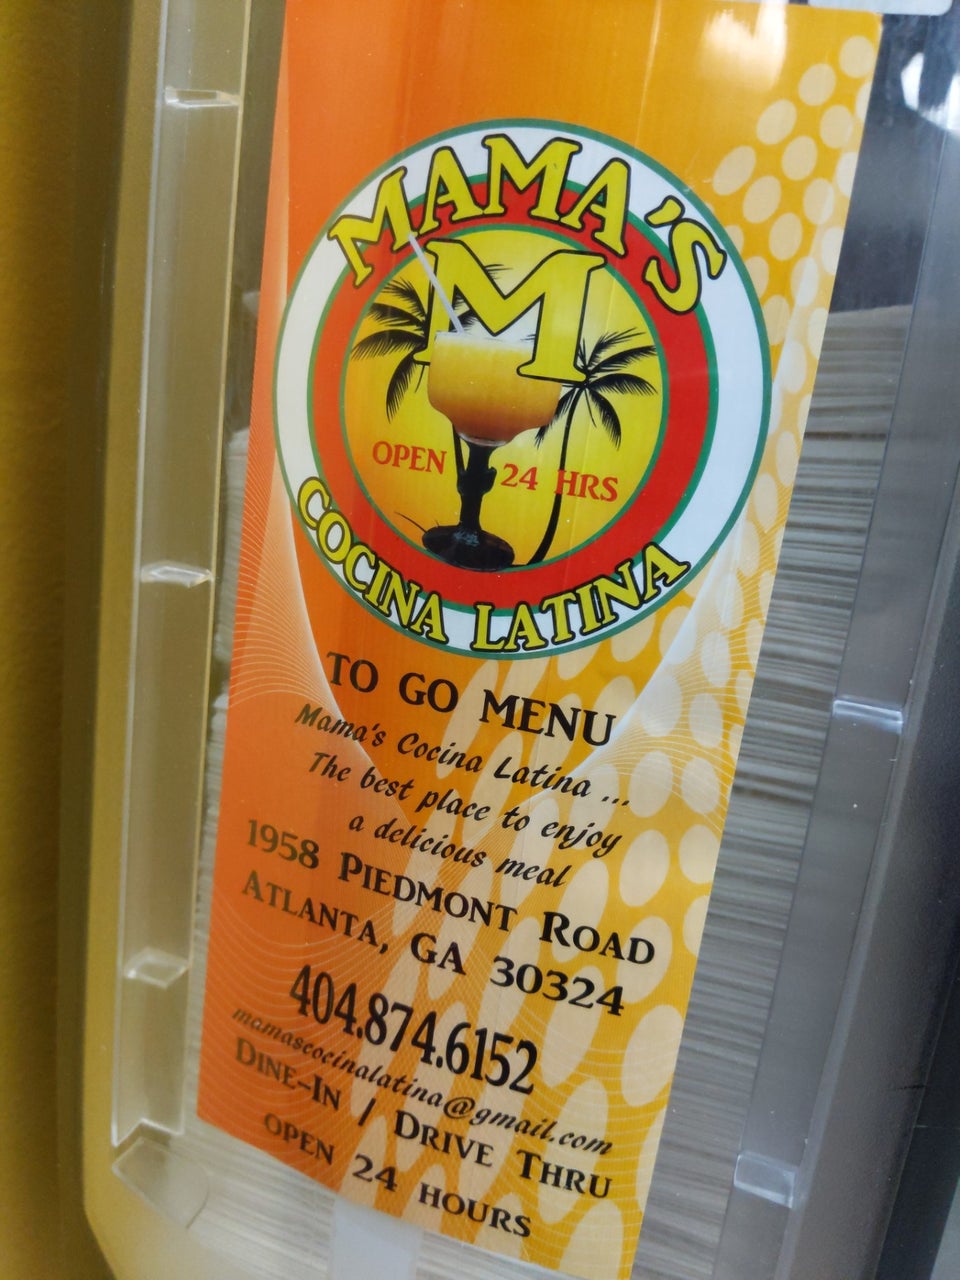 MAMA'S
M
OPEN 24 HRS
COCINA LATINA
TO GO MENU
Mama's Cocina Latina ...
The best place to enjoy
a delicious meal
1958 PIEDMONT ROAD
ATLANTA, GA 30324
404.874.6152
mamascocinalatina@gmail.com
DINE-IN / DRIVE THRU
OPEN 24 HOURS